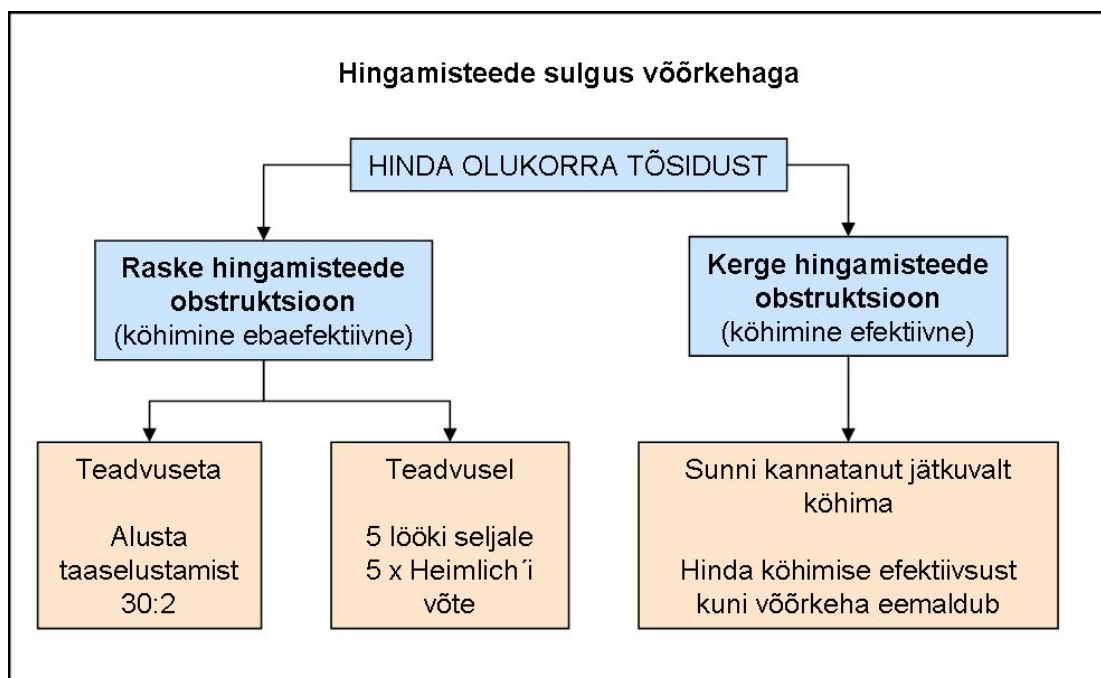 Hingamisteede sulgus võõrkehaga
HINDA OLUKORRA TÕSIDUST
Raske hingamisteede
obstruktsioon
(köhimine ebaefektiivne)
Kerge hingamisteede
obstruktsioon
(köhimine efektiivne)
Teadvuseta
Alusta
taaselustamist
30:2
Teadvusel
5 lööki seljale
5 x Heimlich´i
võte
Sunni kannatanut jätkuvalt
köhima
Hinda köhimise efektiivsust
kuni võõrkeha eemaldub